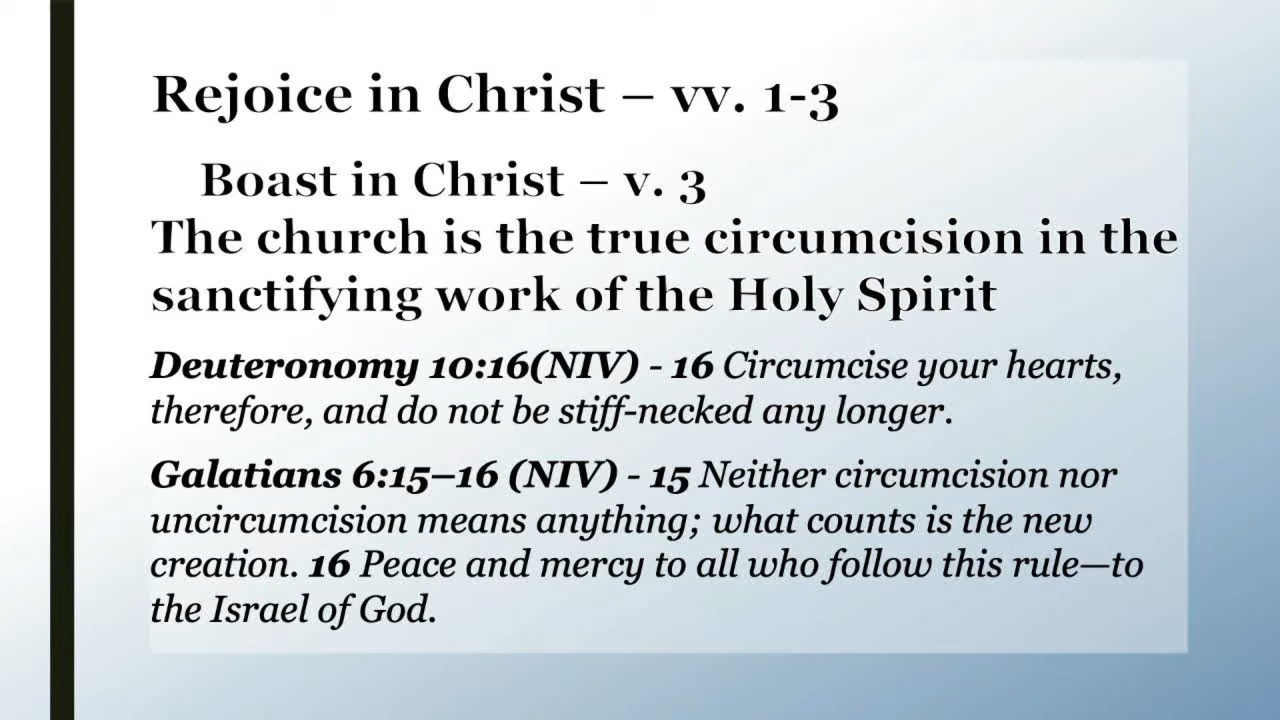 Rejoice in Christ – vv. 1-3
Boast in Christ – v. 3
The church is the true circumcision in the
sanctifying work of the Holy Spirit
Deuteronomy 10:16(NIV) - 16 Circumcise your hearts,
therefore, and do not be stiff-necked any longer.
Galatians 6:15–16 (NIV) - 15 Neither circumcision nor
uncircumcision means anything; what counts is the new
creation. 16 Peace and mercy to all who follow this rule—to
the Israel of God.